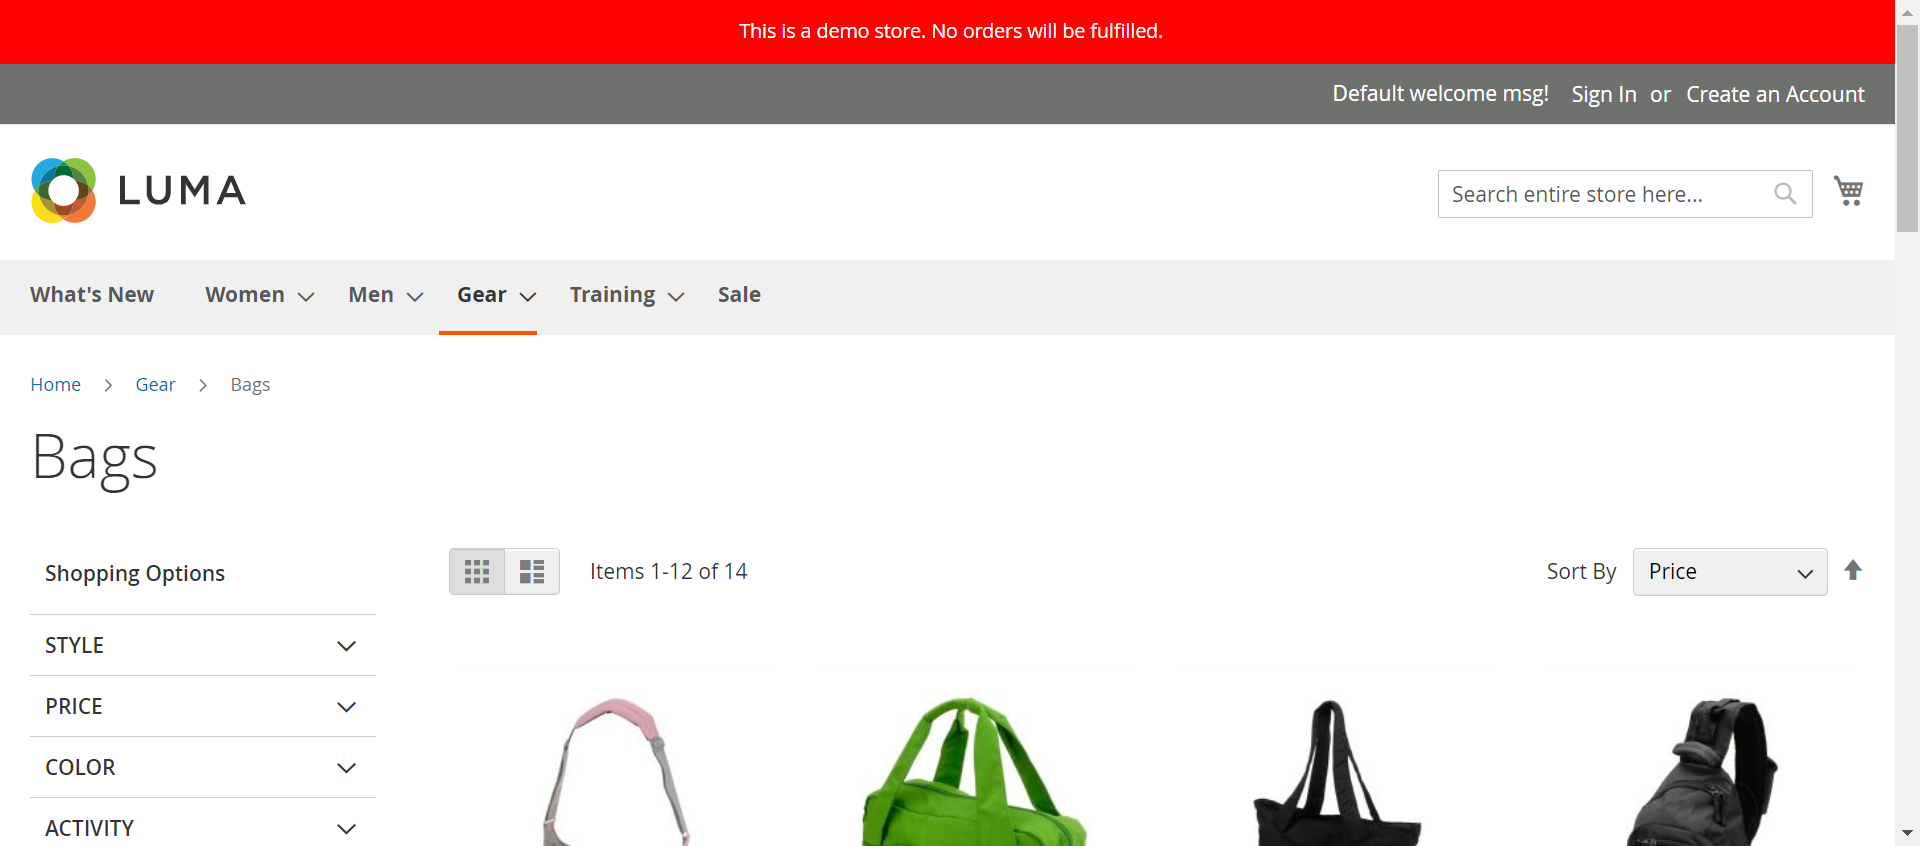 This is a demo store. No orders will be fulfilled.
Default welcome msg! Sign In or Create an Account
LUMA
Search entire store here...
What's New Women Men Gear Training Sale
Home Gear Bags
Bags
Shopping Options
Items 1-12 of 14
Sort By Price
STYLE
PRICE
COLOR
ACTIVITY